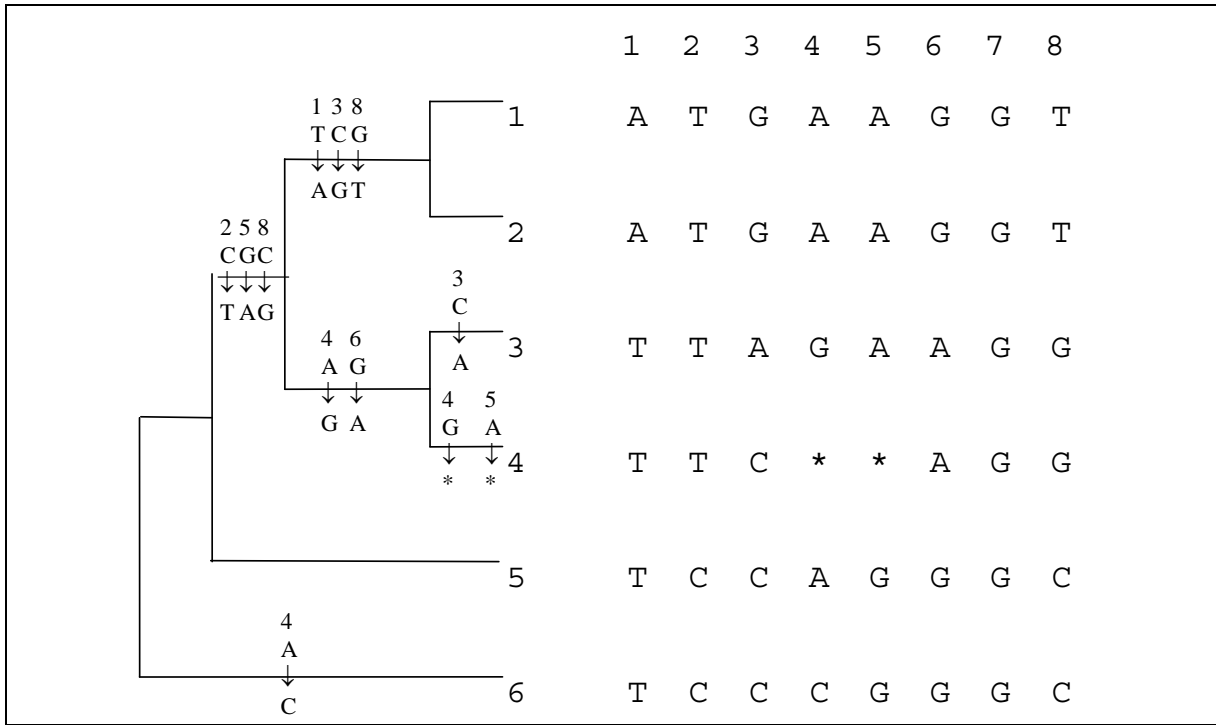 1 2 3 4 5 6 7 8
1 3 8
T C G
↓ ↓ ↓
A G T
1 A T G A A G G T
2 5 8
C G C
↓ ↓ ↓
T A G
2 A T G A A G G T
3
C
↓
A
3 T T A G A A G G
4 6
A G
↓ ↓
G A
4 5
G A
↓ ↓
* *
4 T T C * * A G G
5 T C C A G G G C
4
A
↓
C
6 T C C C G G G C